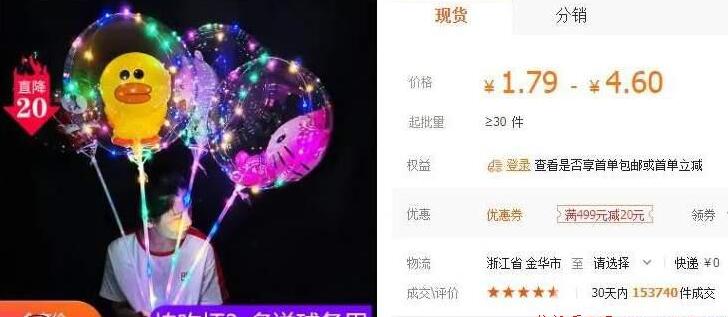 直降
20
现货
分销
价格
¥1.79 - ¥4.60
起批量
≥30 件
权益
登录 查看是否享首单包邮或首单立减
优惠
优惠券
满499元减20元
领券
物流
浙江省 金华市 至 请选择
快递 ¥0
成交\评价
30天内 153740 件成交